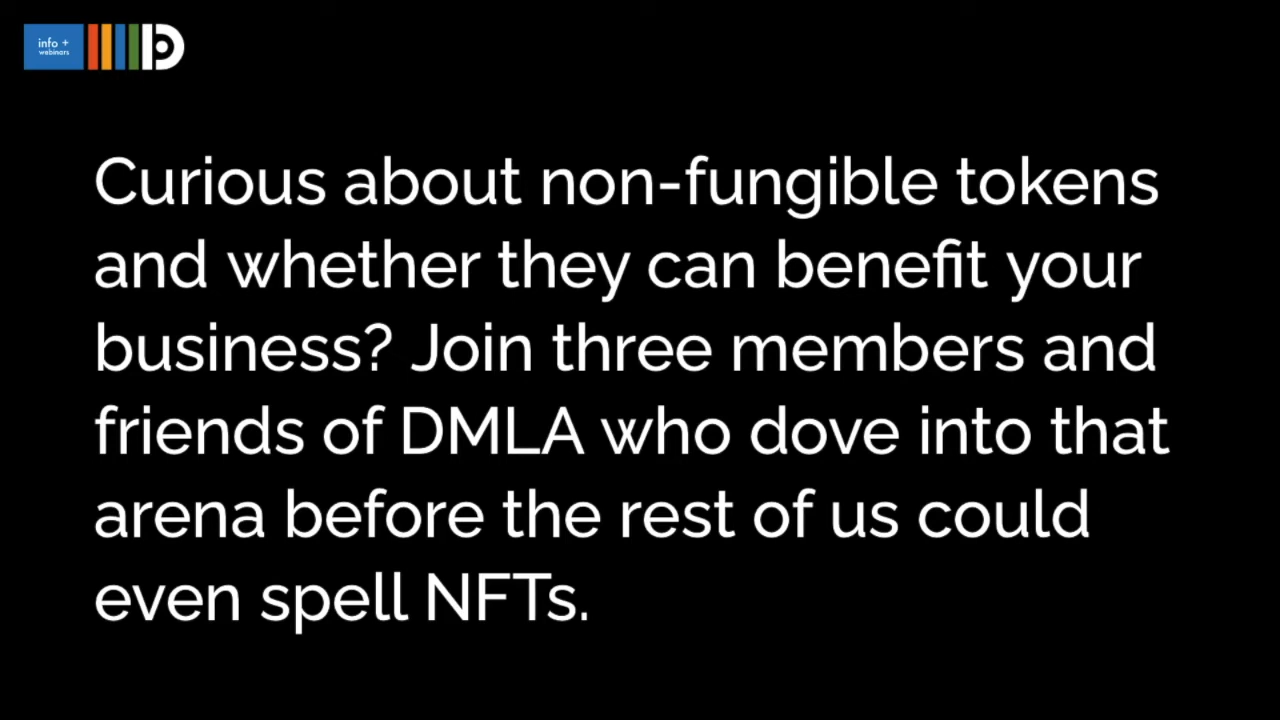 info +
webinars
Curious about non-fungible tokens
and whether they can benefit your
business? Join three members and
friends of DMLA who dove into that
arena before the rest of us could
even spell NFTs.